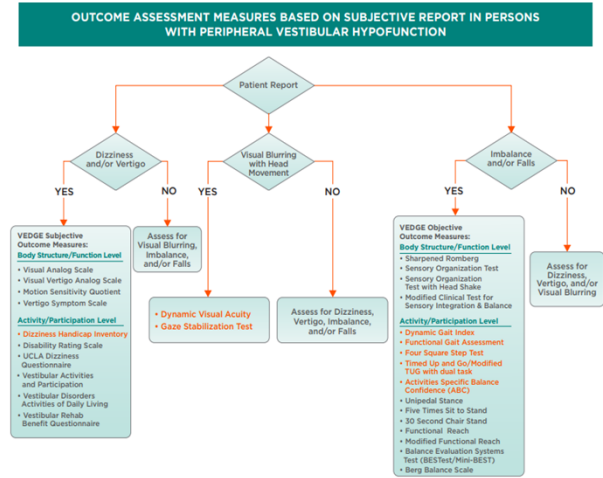 OUTCOME ASSESSMENT MEASURES BASED ON SUBJECTIVE REPORT IN PERSONS
WITH PERIPHERAL VESTIBULAR HYPOFUNCTION
Patient Report
Dizziness
and/or Vertigo
Visual Blurring
with Head
Movement
Imbalance
and/or Falls
YES
NO
YES
NO
YES
NO
VEDGE Subjective
Outcome Measures:
Body Structure/Function Level
• Visual Analog Scale
• Visual Vertigo Analog Scale
• Motion Sensitivity Quotient
• Vertigo Symptom Scale
Activity/Participation Level
• Dizziness Handicap Inventory
• Disability Rating Scale
• UCLA Dizziness
Questionnaire
• Vestibular Activities
and Participation
• Vestibular Disorders
Activities of Daily Living
• Vestibular Rehab
Benefit Questionnaire
Assess for
Visual Blurring,
Imbalance,
and/or Falls
• Dynamic Visual Acuity
• Gaze Stabilization Test
Assess for Dizziness,
Vertigo, Imbalance,
and/or Falls
VEDGE Objective
Outcome Measures:
Body Structure/Function Level
• Sharpened Romberg
• Sensory Organization Test
• Sensory Organization
Test with Head Shake
• Modified Clinical Test for
Sensory Integration & Balance
Activity/Participation Level
• Dynamic Gait Index
• Functional Gait Assessment
• Four Square Step Test
• Timed Up and Go/Modified
TUG with dual task
• Activities Specific Balance
Confidence (ABC)
• Unipedal Stance
• Five Times Sit to Stand
• 30 Second Chair Stand
• Functional Reach
• Modified Functional Reach
• Balance Evaluation Systems
Test (BESTest/Mini-BEST)
• Berg Balance Scale
Assess for
Dizziness,
Vertigo, and/or
Visual Blurring